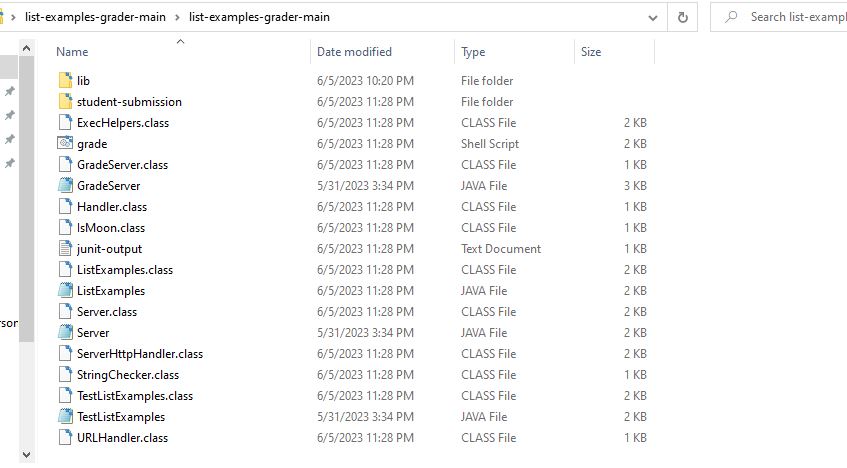 list-examples-grader-main > list-examples-grader-main Search list-exampl
Name Date modified Type Size
lib 6/5/2023 10:20 PM File folder
student-submission 6/5/2023 11:28 PM File folder
ExecHelpers.class 6/5/2023 11:28 PM CLASS File 2 KB
grade 6/5/2023 11:28 PM Shell Script 2 KB
GradeServer.class 6/5/2023 11:28 PM CLASS File 1 KB
GradeServer 5/31/2023 3:34 PM JAVA File 3 KB
Handler.class 6/5/2023 11:28 PM CLASS File 1 KB
IsMoon.class 6/5/2023 11:28 PM CLASS File 1 KB
junit-output 6/5/2023 11:28 PM Text Document 1 KB
ListExamples.class 6/5/2023 11:28 PM CLASS File 2 KB
ListExamples 6/5/2023 11:28 PM JAVA File 2 KB
Server.class 6/5/2023 11:28 PM CLASS File 2 KB
rson Server 5/31/2023 3:34 PM JAVA File 2 KB
ServerHttpHandler.class 6/5/2023 11:28 PM CLASS File 2 KB
StringChecker.class 6/5/2023 11:28 PM CLASS File 1 KB
TestListExamples.class 6/5/2023 11:28 PM CLASS File 2 KB
TestListExamples 5/31/2023 3:34 PM JAVA File 2 KB
URLHandler.class 6/5/2023 11:28 PM CLASS File 1 KB